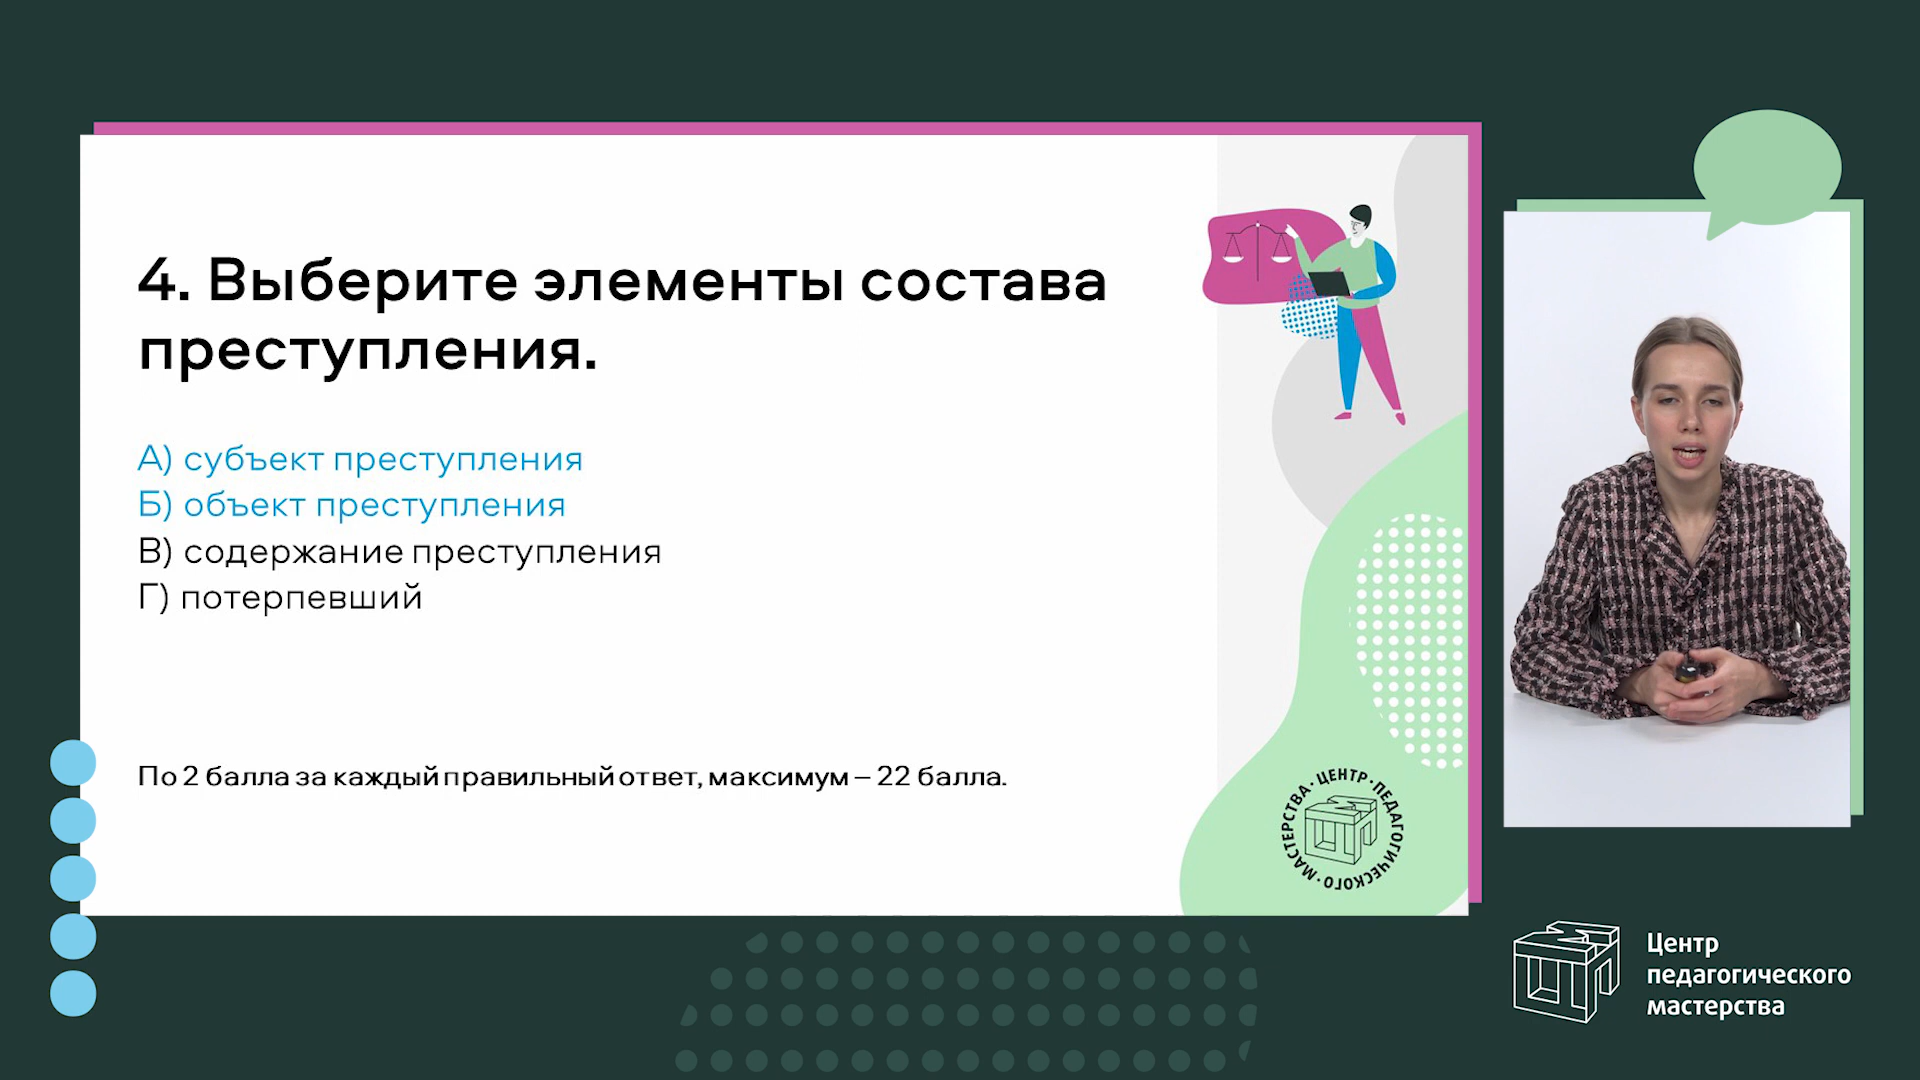 4. Выберите элементы состава
преступления.
А) субъект преступления
Б) объект преступления
В) содержание преступления
Г) потерпевший
По 2 балла за каждый правильный ответ, максимум – 22 балла.
ЦЕНТР · ПЕДАГОГИЧЕСКОГО · МАСТЕРСТВА ·
Центр
педагогического
мастерства